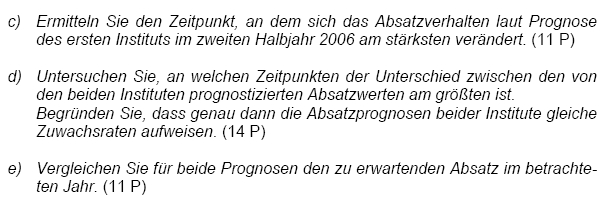 c) Ermitteln Sie den Zeitpunkt, an dem sich das Absatzverhalten laut Prognose
des ersten Instituts im zweiten Halbjahr 2006 am stärksten verändert. (11 P)
d) Untersuchen Sie, an welchen Zeitpunkten der Unterschied zwischen den von
den beiden Instituten prognostizierten Absatzwerten am größten ist.
Begründen Sie, dass genau dann die Absatzprognosen beider Institute gleiche
Zuwachsraten aufweisen. (14 P)
e) Vergleichen Sie für beide Prognosen den zu erwartenden Absatz im betrachte-
ten Jahr. (11 P)